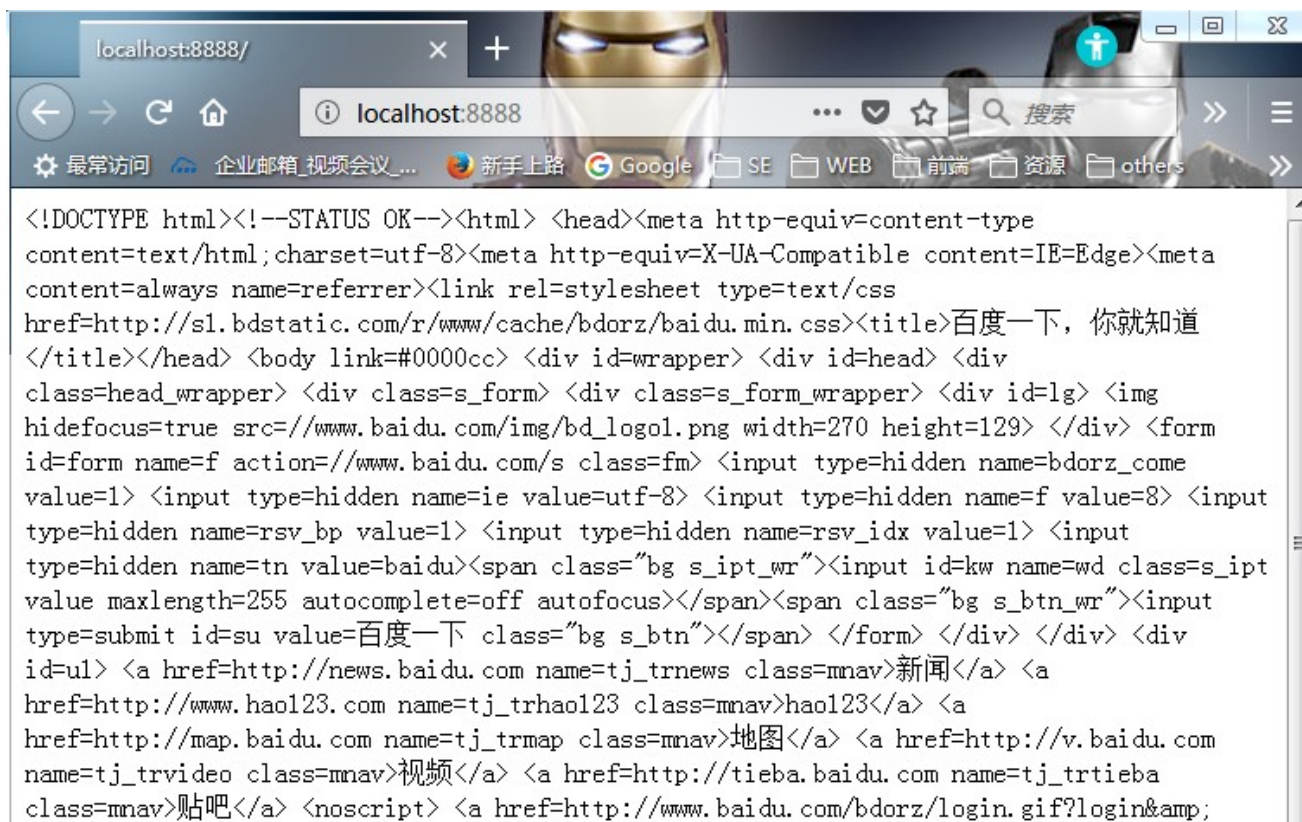 localhost:8888/
localhost:8888
搜索
最常访问 企业邮箱_视频会议_... 新手上路 Google SE WEB 前端 资源 others
<!DOCTYPE html><!--STATUS OK--><html> <head><meta http-equiv=content-type
content=text/html;charset=utf-8><meta http-equiv=X-UA-Compatible content=IE=Edge><meta
content=always name=referrer><link rel=stylesheet type=text/css
href=http://s1.bdstatic.com/r/www/cache/bdorz/baidu.min.css><title>百度一下，你就知道
</title></head> <body link=#0000cc> <div id=wrapper> <div id=head> <div
class=head_wrapper> <div class=s_form> <div class=s_form_wrapper> <div id=lg> <img
hidefocus=true src=//www.baidu.com/img/bd_logo1.png width=270 height=129> </div> <form
id=form name=f action=//www.baidu.com/s class=fm> <input type=hidden name=bdorz_come
value=1> <input type=hidden name=ie value=utf-8> <input type=hidden name=f value=8> <input
type=hidden name=rsv_bp value=1> <input type=hidden name=rsv_idx value=1> <input
type=hidden name=tn value=baidu><span class="bg s_ipt_wr"><input id=kw name=wd class=s_ipt
value maxlength=255 autocomplete=off autofocus></span><span class="bg s_btn_wr"><input
type=submit id=su value=百度一下 class="bg s_btn"></span> </form> </div> </div> <div
id=u1> <a href=http://news.baidu.com name=tj_trnews class=mnav>新闻</a> <a
href=http://www.hao123.com name=tj_trhao123 class=mnav>hao123</a> <a
href=http://map.baidu.com name=tj_trmap class=mnav>地图</a> <a href=http://v.baidu.com
name=tj_trvideo class=mnav>视频</a> <a href=http://tieba.baidu.com name=tj_trtieba
class=mnav>贴吧</a> <noscript> <a href=http://www.baidu.com/bdorz/login.gif?login&amp;